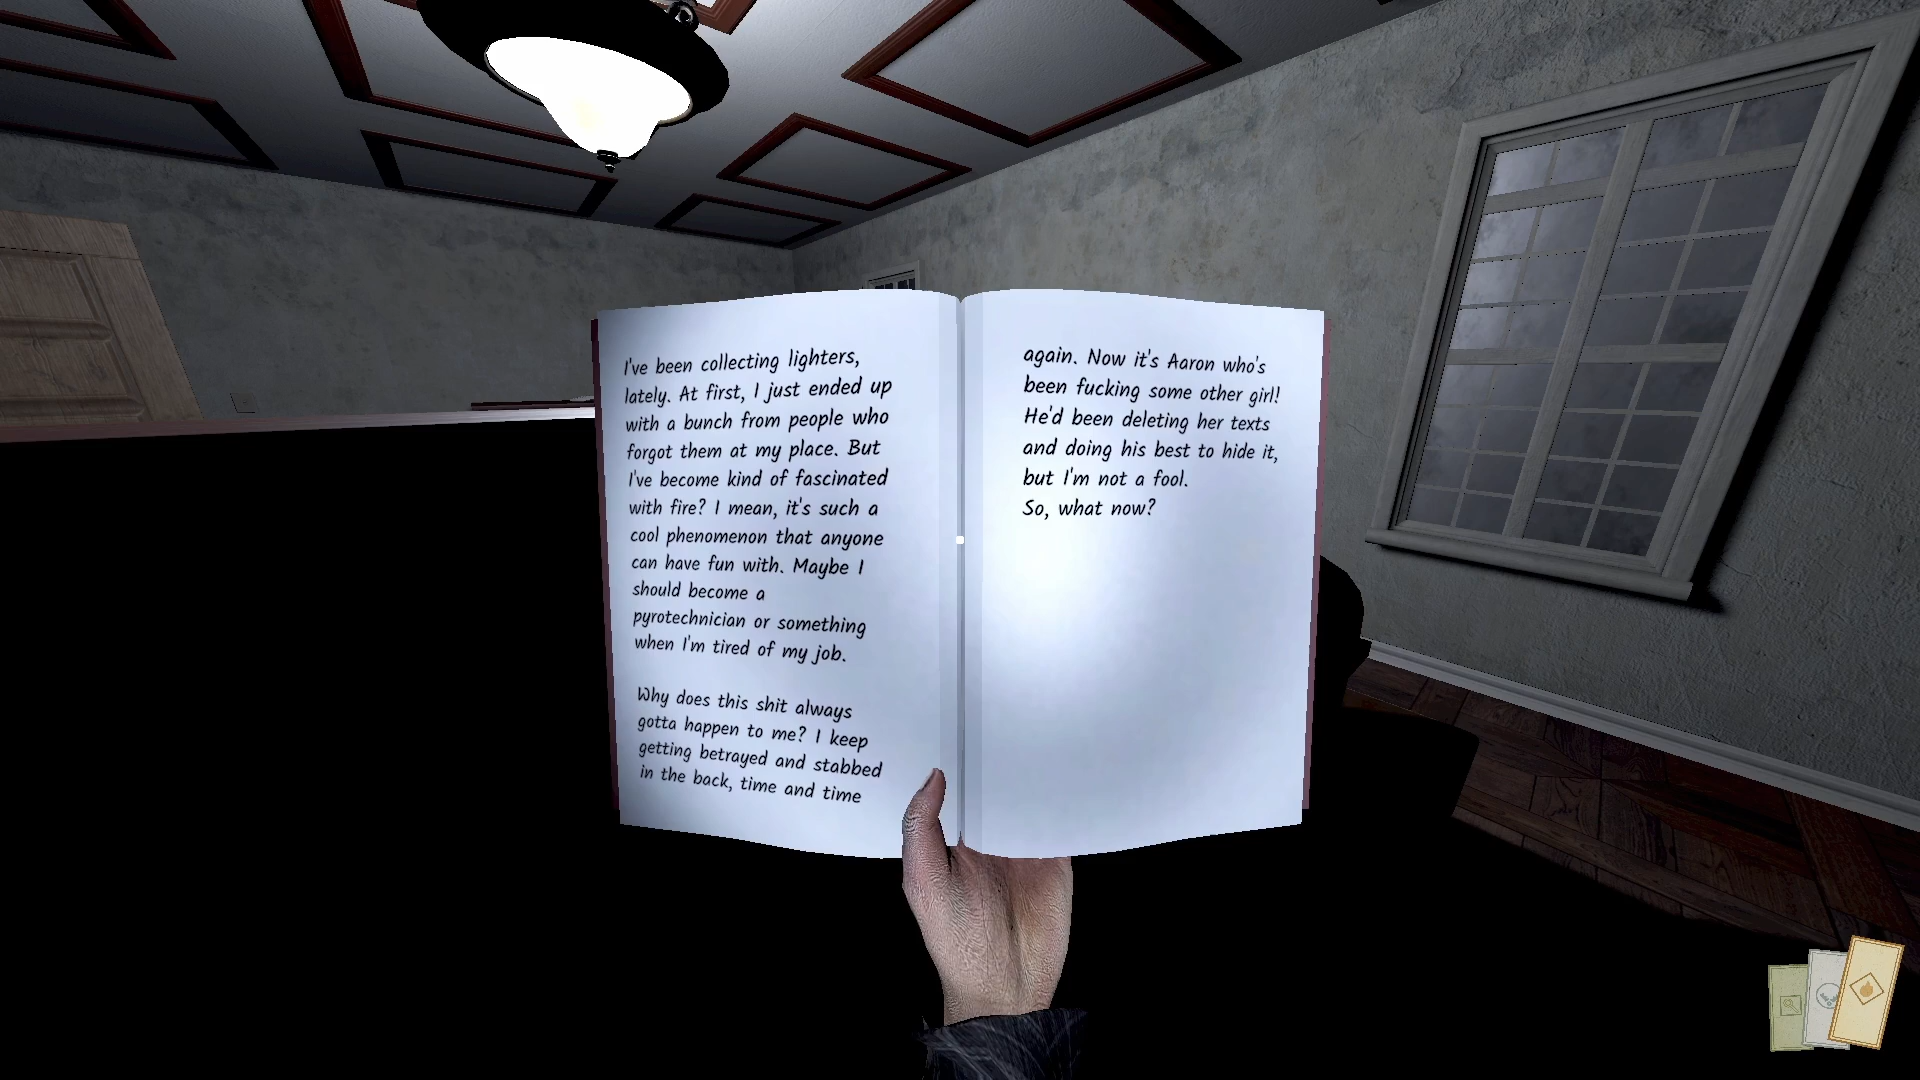 I've been collecting lighters,
lately. At first, I just ended up
with a bunch from people who
forgot them at my place. But
I've become kind of fascinated
with fire? I mean, it's such a
cool phenomenon that anyone
can have fun with. Maybe I
should become a
pyrotechnician or something
when I'm tired of my job.
Why does this shit always
gotta happen to me? I keep
getting betrayed and stabbed
in the back, time and time
again. Now it's Aaron who's
been fucking some other girl!
He'd been deleting her texts
and doing his best to hide it,
but I'm not a fool.
So, what now?